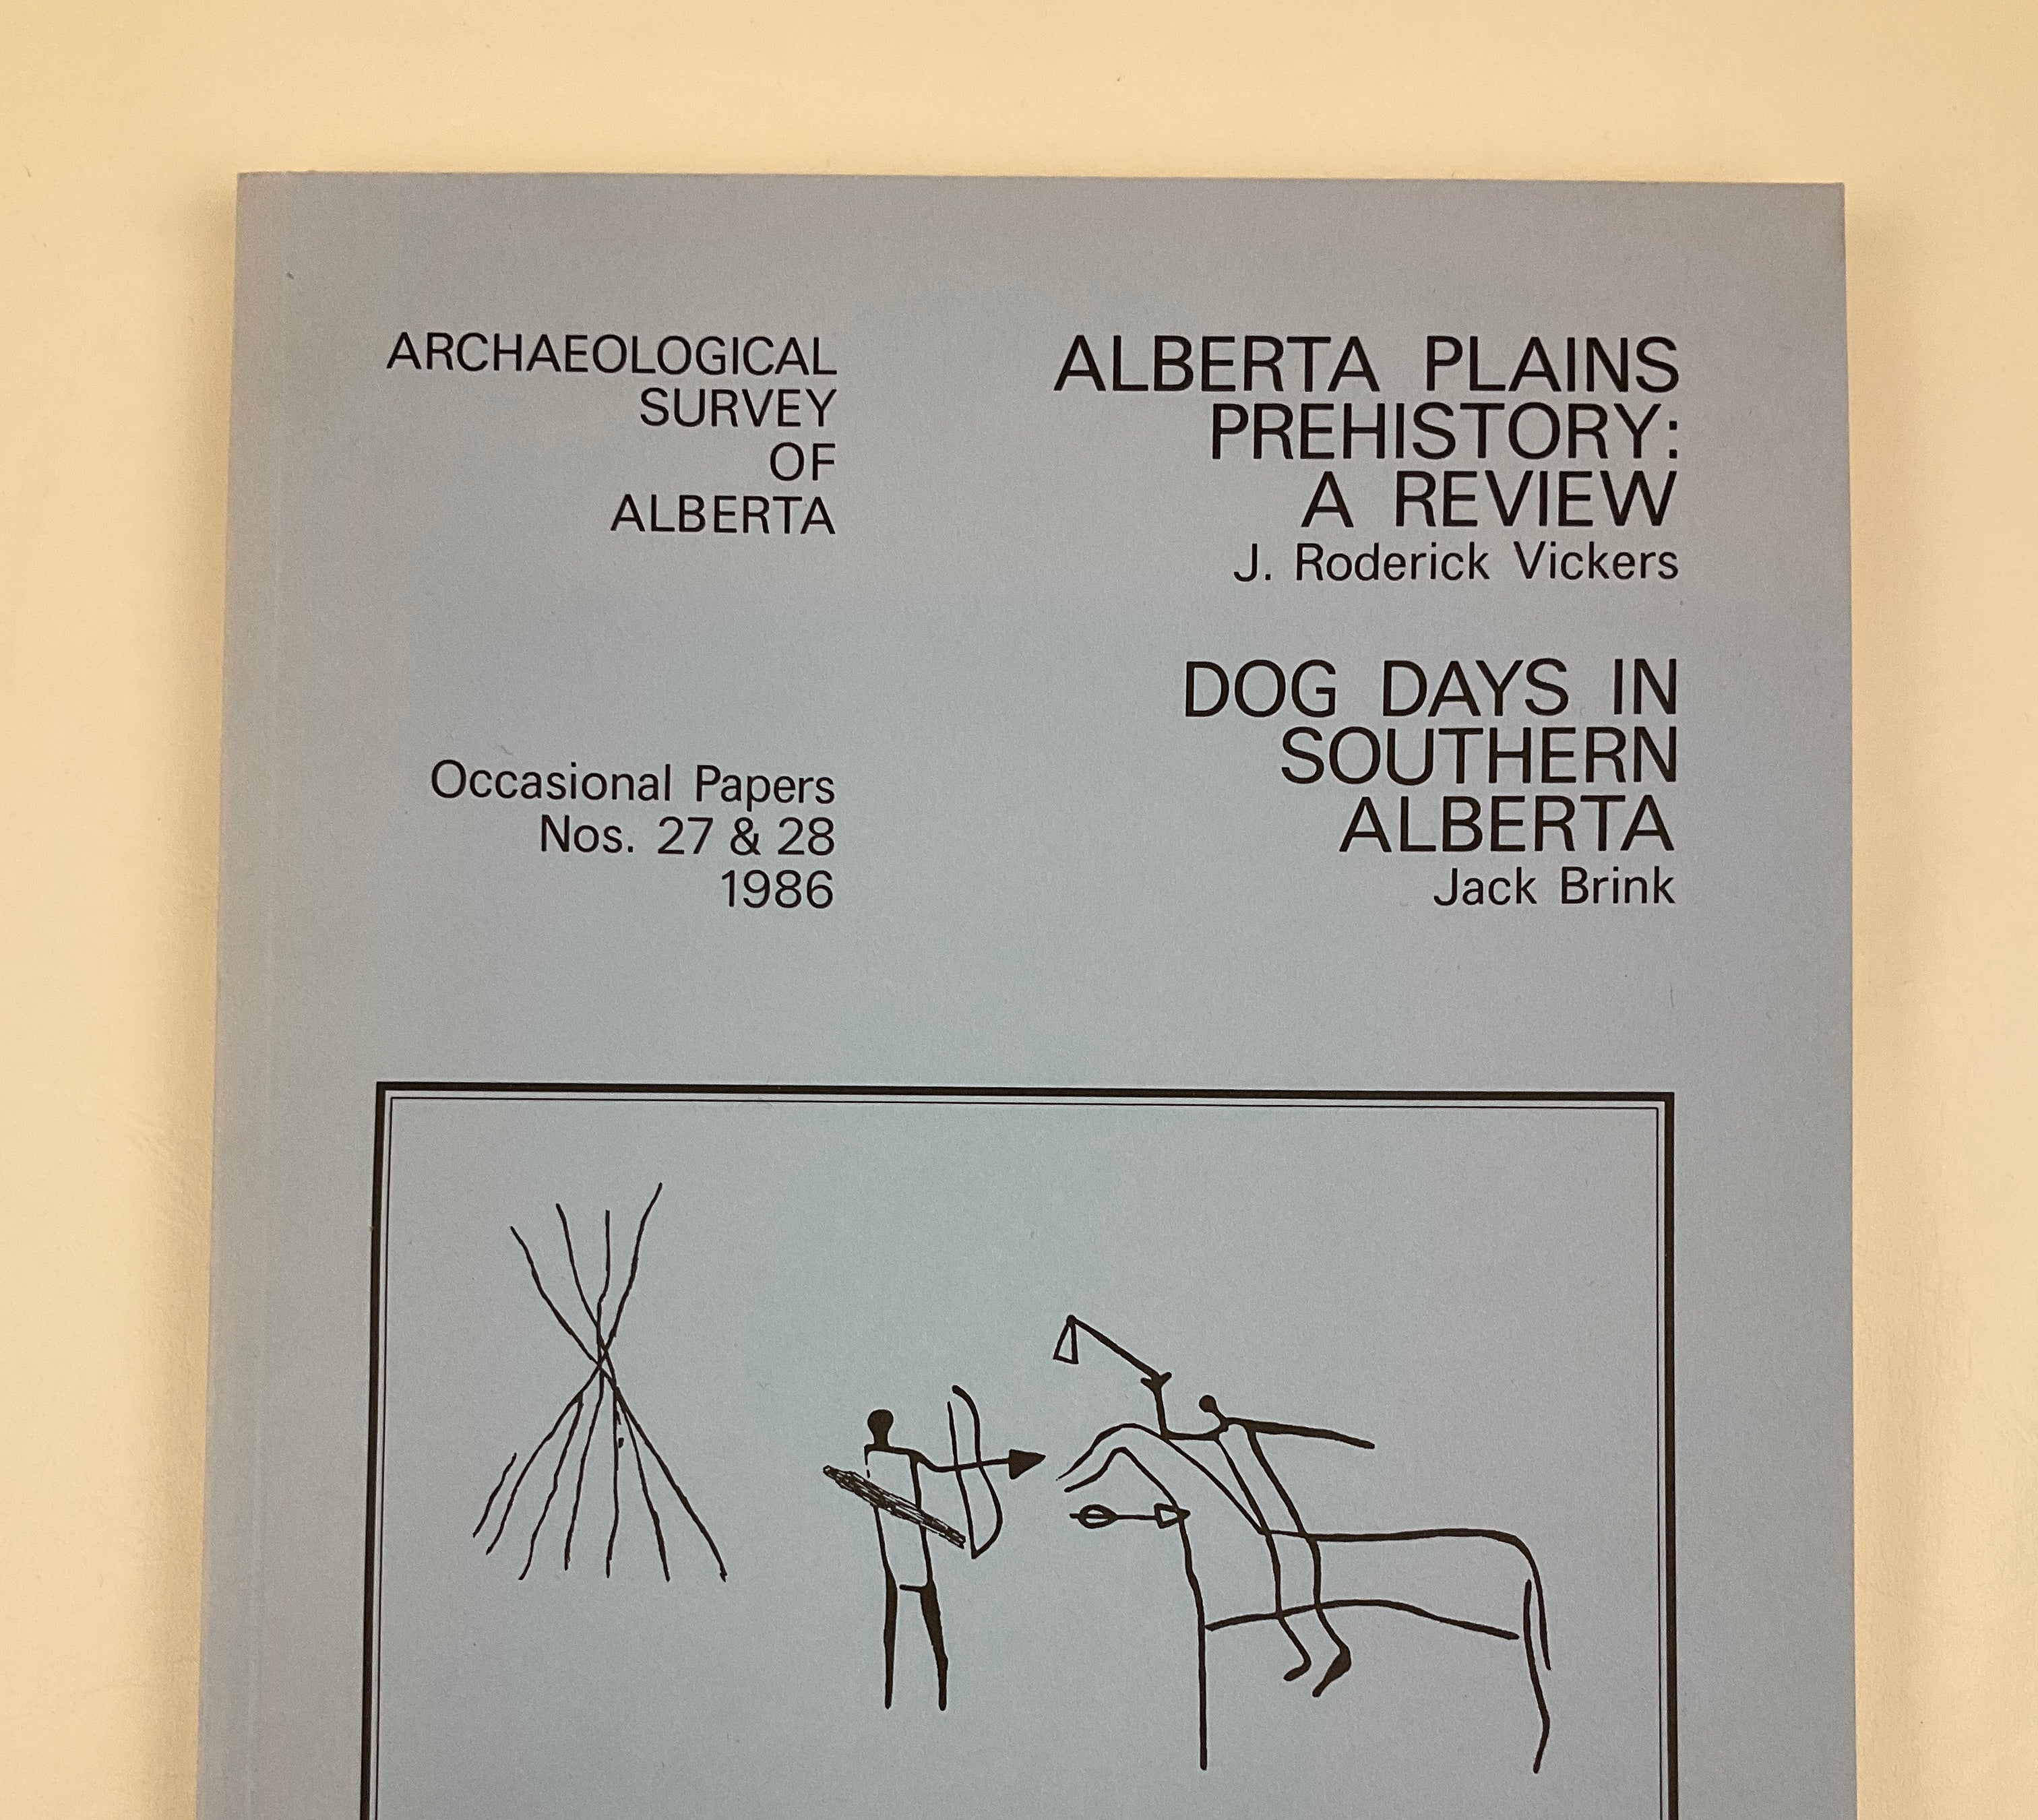 ARCHAEOLOGICAL
SURVEY
OF
ALBERTA
Occasional Papers
Nos. 27 & 28
1986
ALBERTA PLAINS
PREHISTORY:
A REVIEW
J. Roderick Vickers
DOG DAYS IN
SOUTHERN
ALBERTA
Jack Brink